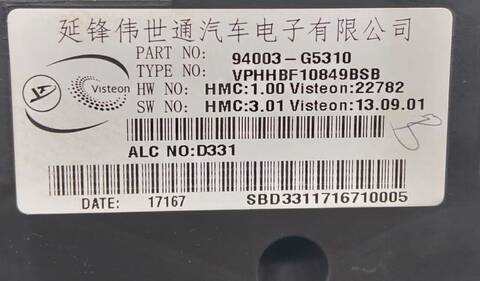 延锋伟世通汽车电子有限公司
PART NO: 94003-G5310
TYPE NO: VPHHBF10849BSB
HW NO: HMC:1.00 Visteon:22782
SW NO: HMC:3.01 Visteon:13.09.01
Visteon
ALC NO:D331
DATE: 17167 SBD3311716710005